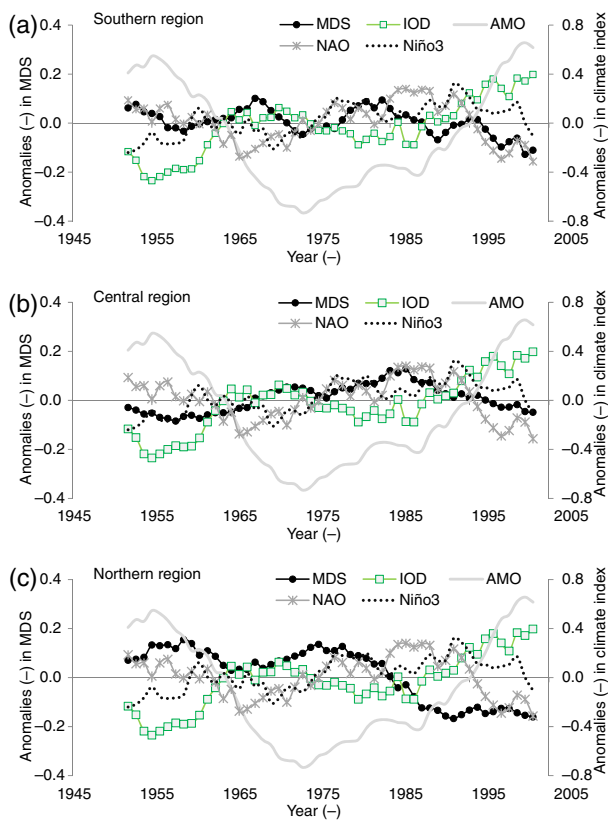 (a) Southern region
MDS IOD AMO
NAO Niño3
0.4 0.8
0.2 0.4
0.0 0.0
−0.2 −0.4
−0.4 −0.8
Anomalies (−) in MDS
Anomalies (−) in climate index
1945 1955 1965 1975 1985 1995 2005
Year (−)
(b) Central region
MDS IOD AMO
NAO Niño3
0.4 0.8
0.2 0.4
0.0 0.0
−0.2 −0.4
−0.4 −0.8
Anomalies (−) in MDS
Anomalies (−) in climate index
1945 1955 1965 1975 1985 1995 2005
Year (−)
(c) Northern region
MDS IOD AMO
NAO Niño3
0.4 0.8
0.2 0.4
0.0 0.0
−0.2 −0.4
−0.4 −0.8
Anomalies (−) in MDS
Anomalies (−) in climate index
1945 1955 1965 1975 1985 1995 2005
Year (−)